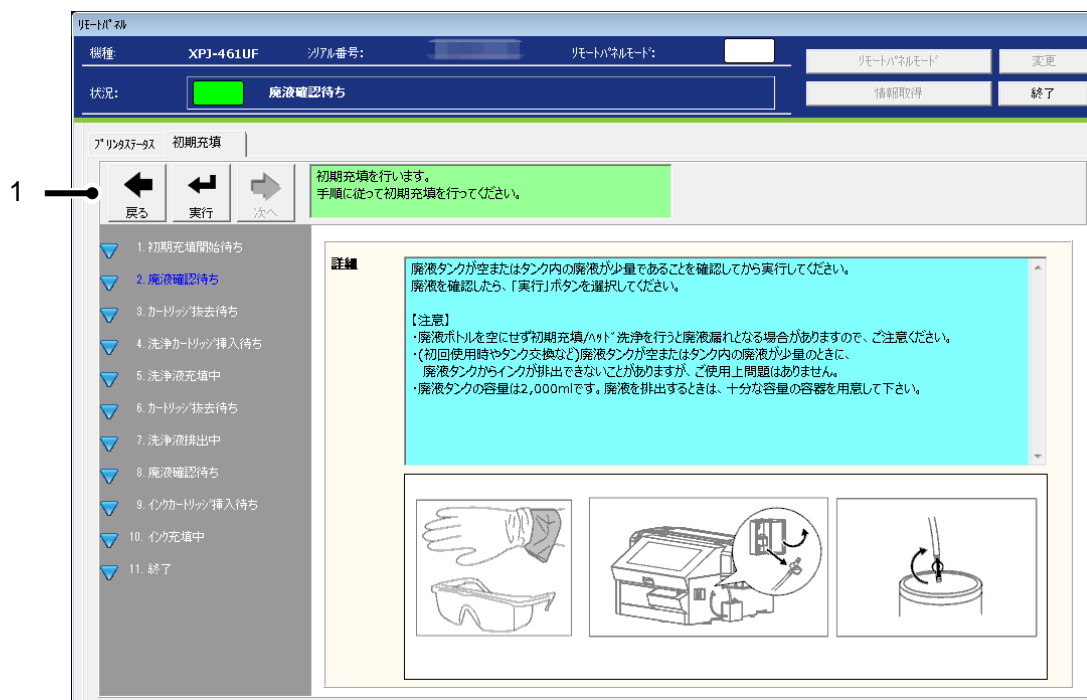 リモートパネル
機種: XPJ-461UF シリアル番号: リモートパネルモード:
リモートパネルモード 変更
状況: 廃液確認待ち
情報取得 終了
プリンタステータス 初期充填
1
戻る 実行 次へ
初期充填を行います。
手順に従って初期充填を行ってください。
1. 初期充填開始待ち
2. 廃液確認待ち
3. カートリッジ抜去待ち
4. 洗浄カートリッジ挿入待ち
5. 洗浄液充填中
6. カートリッジ抜去待ち
7. 洗浄液排出中
8. 廃液確認待ち
9. インクカートリッジ挿入待ち
10. インク充填中
11. 終了
詳細
廃液タンクが空またはタンク内の廃液が少量であることを確認してから実行してください。
廃液を確認したら、「実行」ボタンを選択してください。
【注意】
・廃液ボトルを空にせず初期充填/ヘッド洗浄を行うと廃液漏れとなる場合がありますので、ご注意ください。
・(初回使用時やタンク交換など)廃液タンクが空またはタンク内の廃液が少量のときに、
廃液タンクからインクが排出できないことがありますが、ご使用上問題はありません。
・廃液タンクの容量は2,000mlです。廃液を排出するときは、十分な容量の容器を用意して下さい。